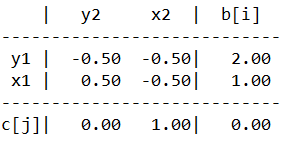 | y2 x2 | b[i]
--------------------------
y1 | -0.50 -0.50| 2.00
x1 | 0.50 -0.50| 1.00
--------------------------
c[j]| 0.00 1.00| 0.00